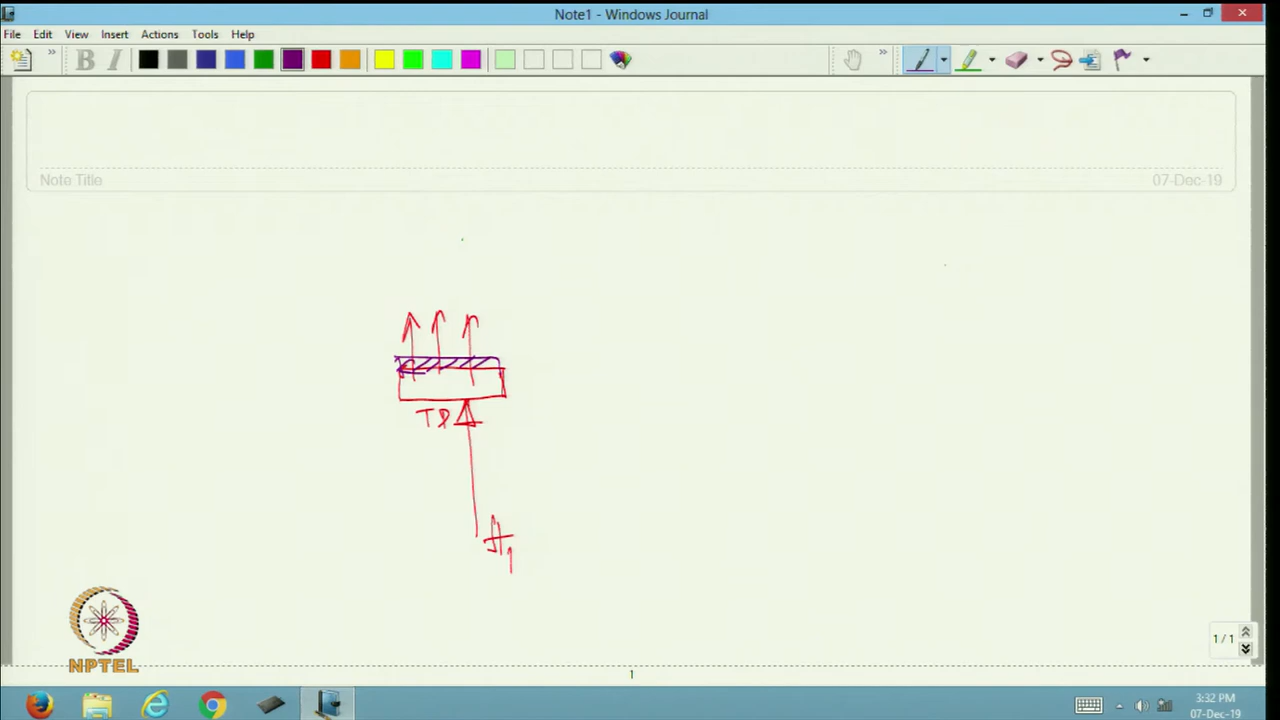 Note1 - Windows Journal
File Edit View Insert Actions Tools Help
B I
Note Title
07-Dec-19
NPTEL
1 / 1
1
3:32 PM
07-Dec-19